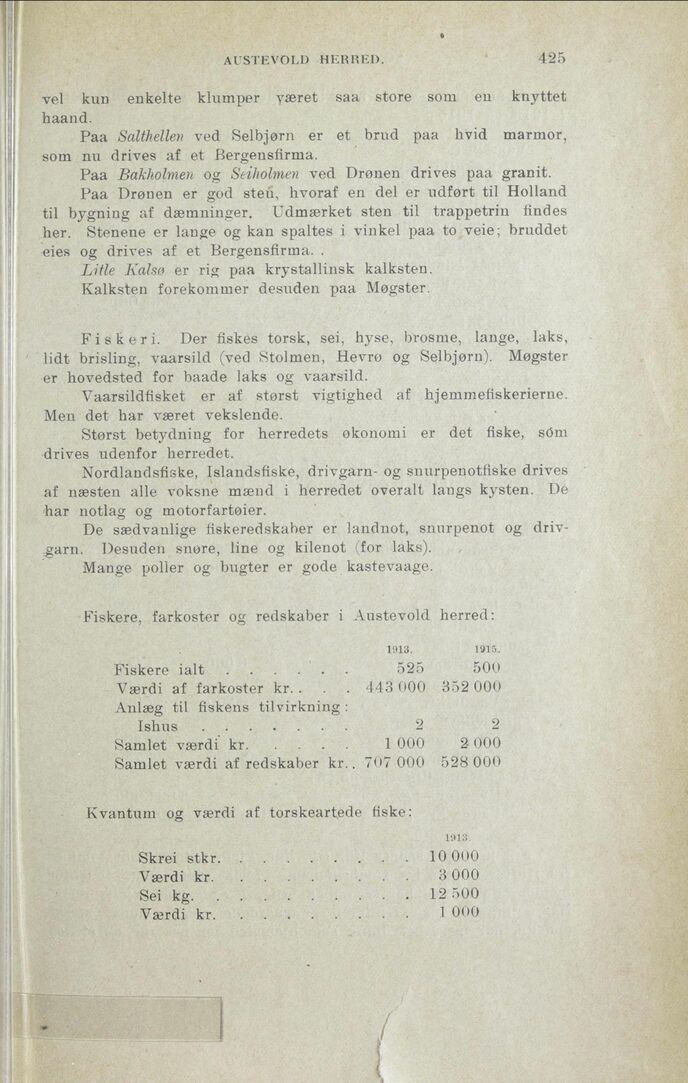 AUSTEVOLD HERRED. 425
vel kun enkelte klumper været saa store som en knyttet
haand.
Paa Salthellen ved Selbjørn er et brud paa hvid marmor,
som nu drives af et Bergensfirma.
Paa Bakholmen og Seiholmen ved Drønen drives paa granit.
Paa Drønen er god sten, hvoraf en del er udført til Holland
til bygning af dæmninger. Udmærket sten til trappetrin findes
her. Stenene er lange og kan spaltes i vinkel paa to veie; bruddet
eies og drives af et Bergensfirma.
Litle Kalsø er rig paa krystallinsk kalksten.
Kalksten forekommer desuden paa Møgster.
Fiskeri. Der fiskes torsk, sei, hyse, brosme, lange, laks,
lidt brisling, vaarsild (ved Stolmen, Hevrø og Selbjørn). Møgster
er hovedsted for baade laks og vaarsild.
Vaarsildfisket er af størst vigtighed af hjemmefiskerierne.
Men det har været vekslende.
Størst betydning for herredets økonomi er det fiske, som
drives udenfor herredet.
Nordlandsfiske, Islandsfiske, drivgarn- og snurpenotfiske drives
af næsten alle voksne mænd i herredet overalt langs kysten. De
har notlag og motorfartøier.
De sædvanlige fiskeredskaber er landnot, snurpenot og driv-
garn. Desuden snøre, line og kilenot (for laks).
Mange poller og bugter er gode kastevaage.
Fiskere, farkoster og redskaber i Austevold herred:
1913. 1915.
Fiskere ialt . . . . . . 525 500
Værdi af farkoster kr. . . . 443 000 352 000
Anlæg til fiskens tilvirkning:
Ishus . . . . . . . 2 2
Samlet værdi kr. . . . . 1 000 2 000
Samlet værdi af redskaber kr. . 707 000 528 000
Kvantum og værdi af torskeartede fiske:
1913.
Skrei stkr. . . . . . . . . 10 000
Værdi kr. . . . . . . . . 3 000
Sei kg. . . . . . . . . . 12 500
Værdi kr. . . . . . . . . 1 000